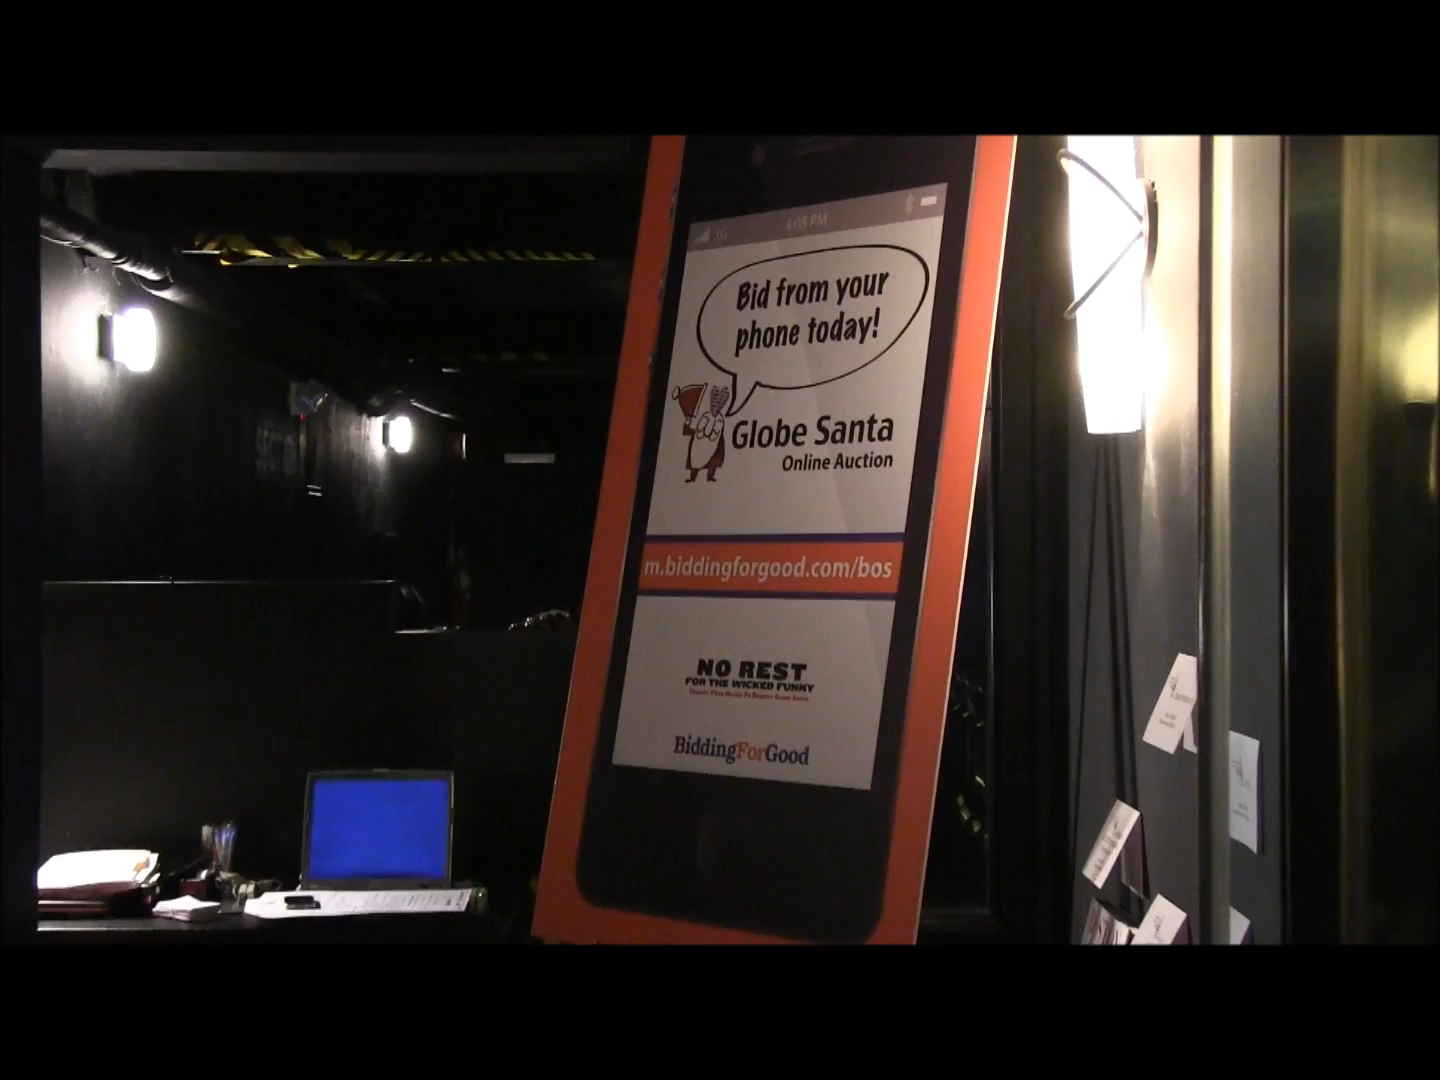 3G 4:08 PM
Bid from your
phone today!
Globe Santa
Online Auction
m.biddingforgood.com/bos
NO REST
FOR THE WICKED FUNNY
BiddingForGood